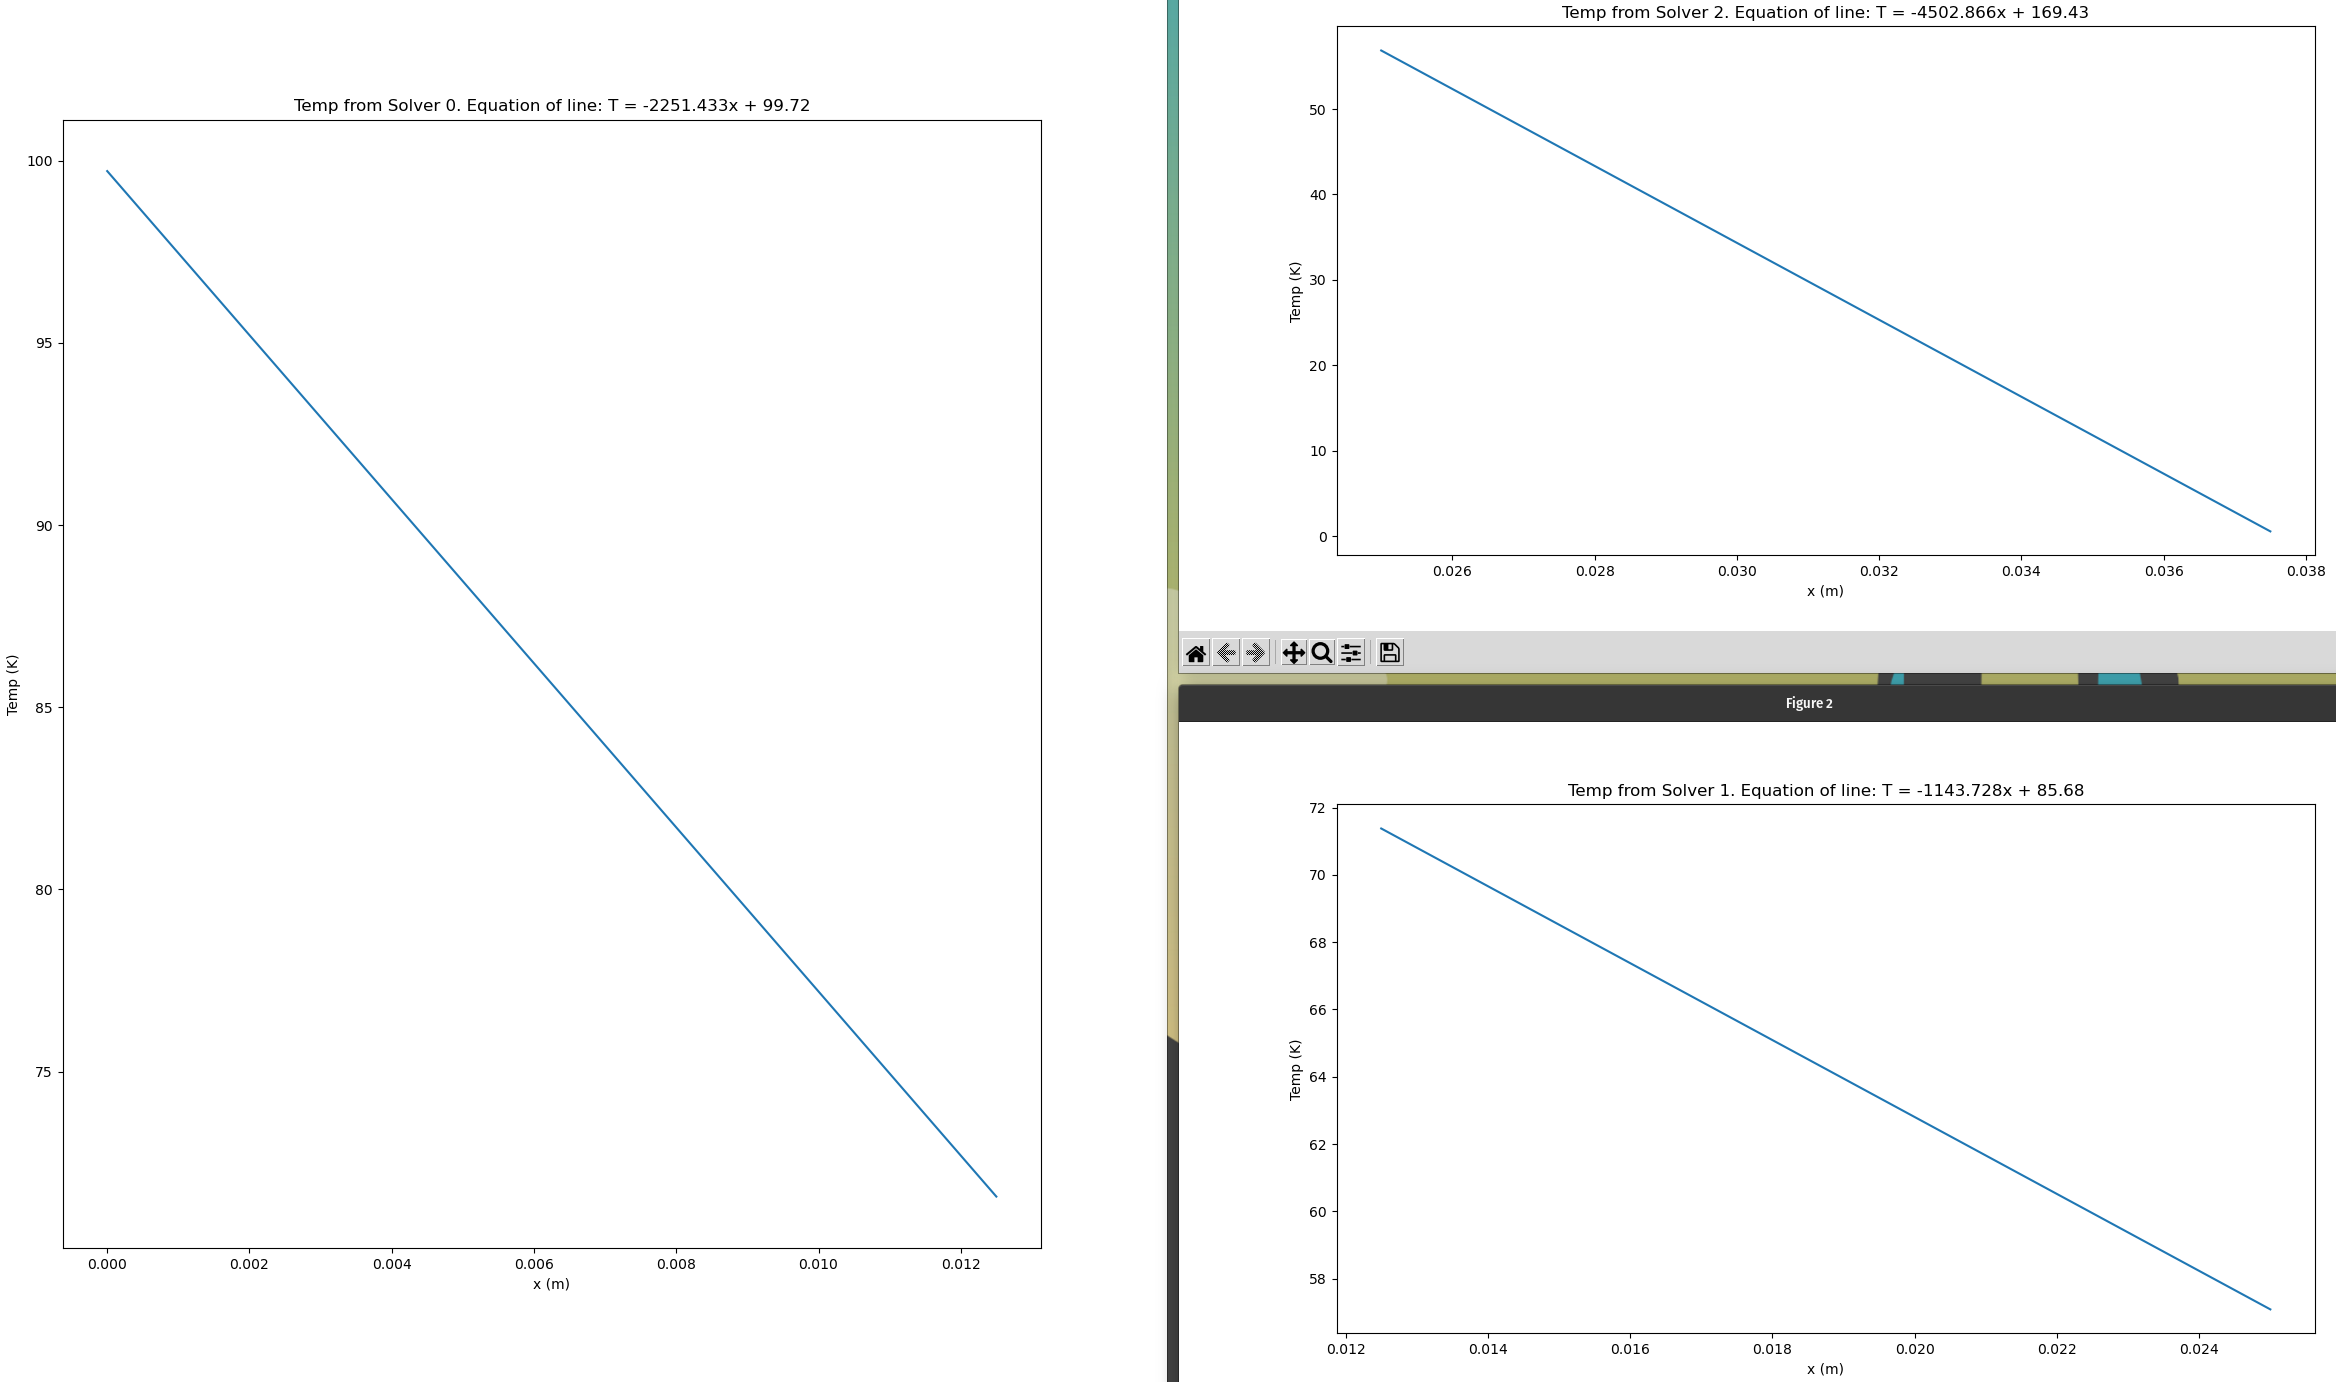 Temp from Solver 0. Equation of line: T = -2251.433x + 99.72
100
95
90
85
80
75
Temp (K)
0.000 0.002 0.004 0.006 0.008 0.010 0.012
x (m)
Temp from Solver 2. Equation of line: T = -4502.866x + 169.43
50
40
30
20
10
0
Temp (K)
0.026 0.028 0.030 0.032 0.034 0.036 0.038
x (m)
Figure 2
Temp from Solver 1. Equation of line: T = -1143.728x + 85.68
72
70
68
66
64
62
60
58
Temp (K)
0.012 0.014 0.016 0.018 0.020 0.022 0.024
x (m)